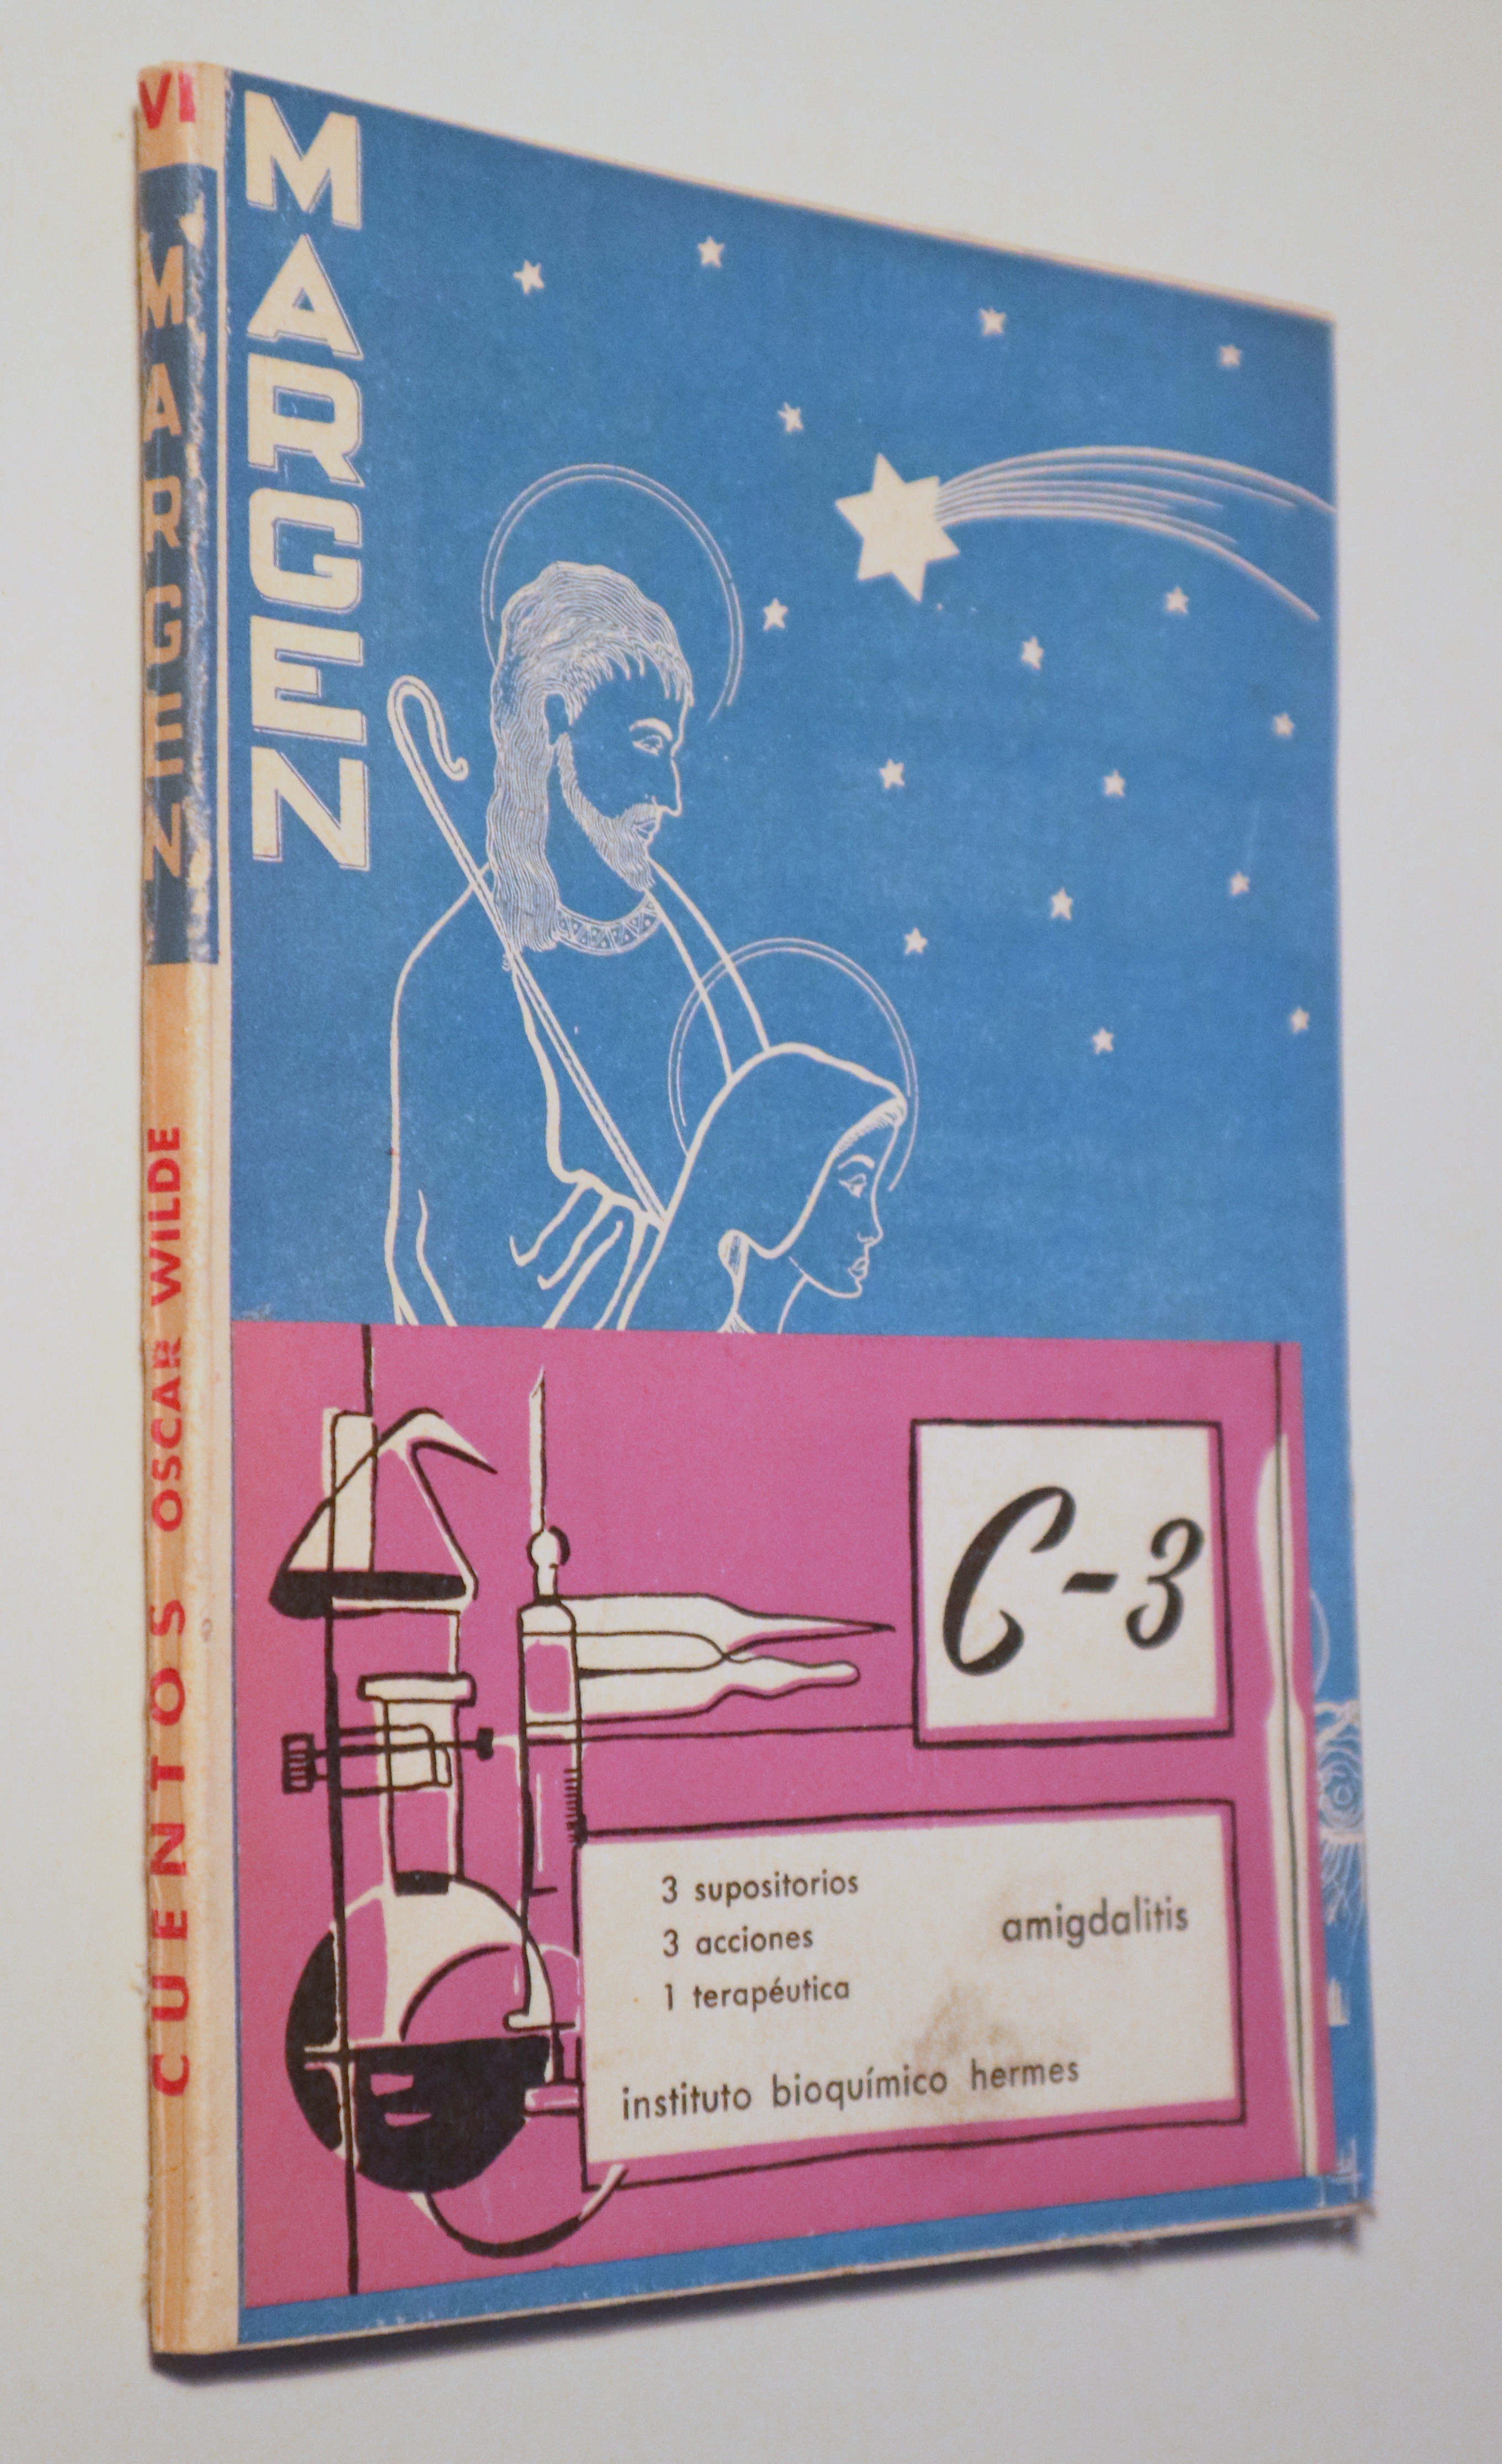 VI
MARGEN
CUENTOS OSCAR WILDE
MARGEN
C-3
3 supositorios
3 acciones
1 terapéutica
amigdalitis
instituto bioquímico hermes